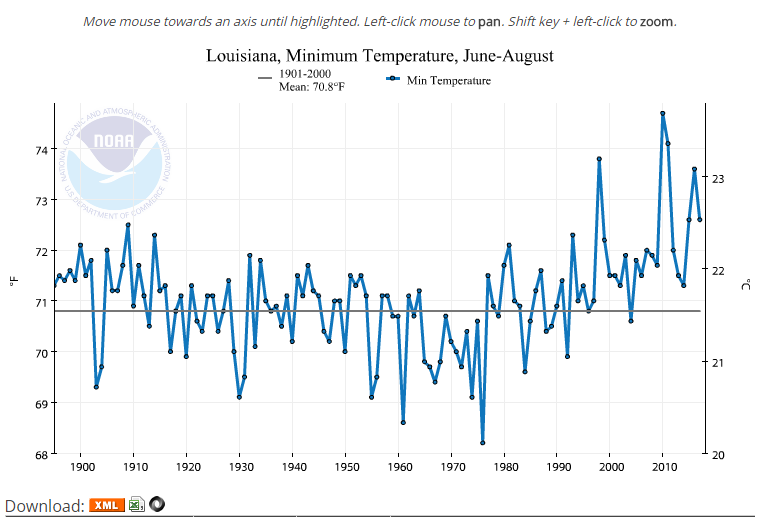 Move mouse towards an axis until highlighted. Left-click mouse to pan. Shift key + left-click to zoom.
Louisiana, Minimum Temperature, June-August
1901-2000
Mean: 70.8°F
Min Temperature
NATIONAL OCEANIC AND ATMOSPHERIC ADMINISTRATION
NOAA
U.S. DEPARTMENT OF COMMERCE
74
73
72
71
70
69
68
°F
23
22
21
20
°C
1900 1910 1920 1930 1940 1950 1960 1970 1980 1990 2000 2010
Download: XML